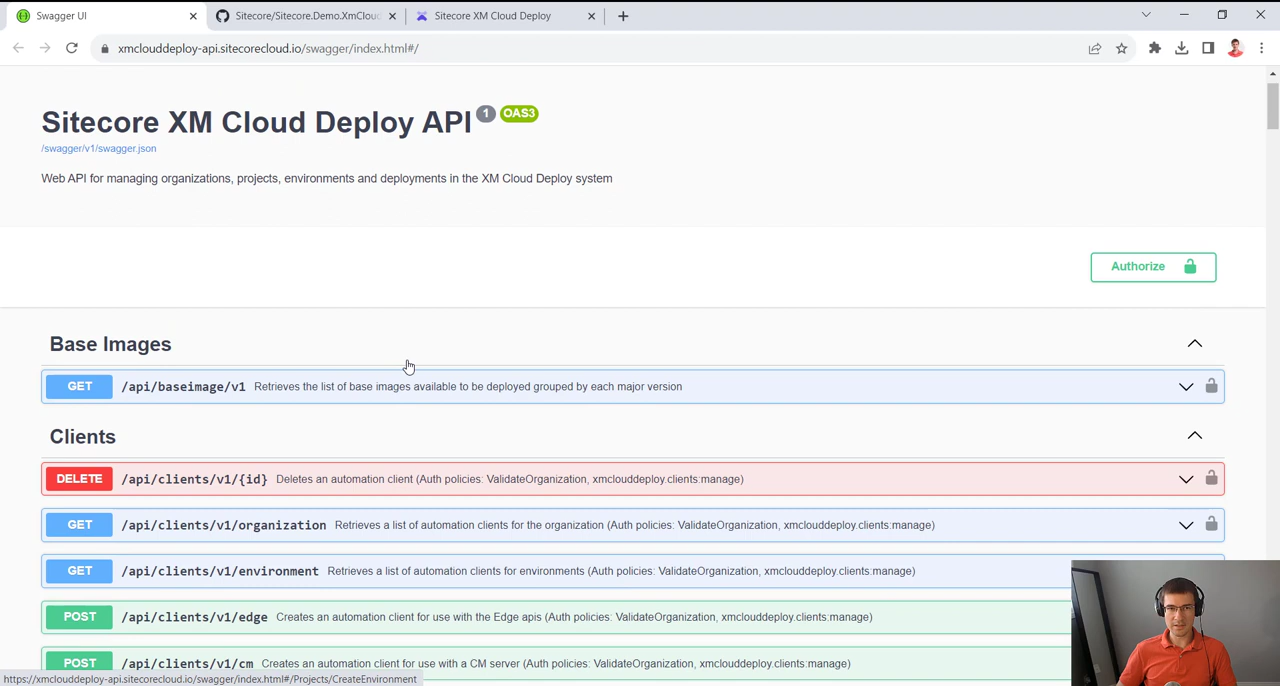 Swagger UI
Sitecore/Sitecore.Demo.XmCloud
Sitecore XM Cloud Deploy
xmclouddeploy-api.sitecorecloud.io/swagger/index.html#/
Sitecore XM Cloud Deploy API 1 OAS3
/swagger/v1/swagger.json
Web API for managing organizations, projects, environments and deployments in the XM Cloud Deploy system
Authorize
Base Images
GET /api/baseimage/v1 Retrieves the list of base images available to be deployed grouped by each major version
Clients
DELETE /api/clients/v1/{id} Deletes an automation client (Auth policies: ValidateOrganization, xmclouddeploy.clients:manage)
GET /api/clients/v1/organization Retrieves a list of automation clients for the organization (Auth policies: ValidateOrganization, xmclouddeploy.clients:manage)
GET /api/clients/v1/environment Retrieves a list of automation clients for environments (Auth policies: ValidateOrganization, xmclouddeploy.clients:manage)
POST /api/clients/v1/edge Creates an automation client for use with the Edge apis (Auth policies: ValidateOrganization, xmclouddeploy.clients:manage)
POST /api/clients/v1/cm Creates an automation client for use with a CM server (Auth policies: ValidateOrganization, xmclouddeploy.clients:manage)
https://xmclouddeploy-api.sitecorecloud.io/swagger/index.html#/Projects/CreateEnvironment